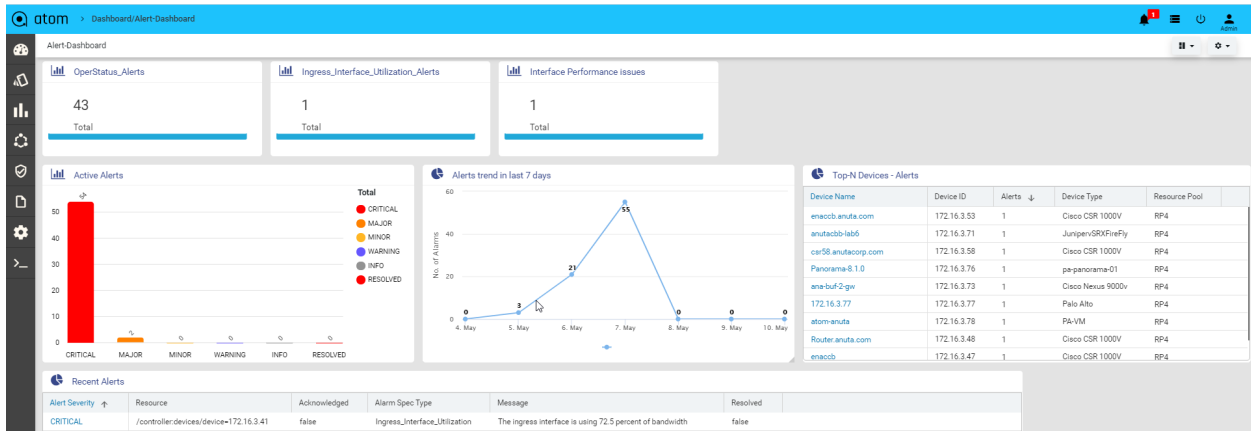 atom > Dashboard/Alert-Dashboard
1
Admin
Alert-Dashboard
OperStatus_Alerts
43
Total
Ingress_Interface_Utilization_Alerts
1
Total
Interface Performance issues
1
Total
Active Alerts
54
2
0
0
0
0
50
40
30
20
10
0
CRITICAL MAJOR MINOR WARNING INFO RESOLVED
Total
CRITICAL
MAJOR
MINOR
WARNING
INFO
RESOLVED
Alerts trend in last 7 days
No. of Alarms
60
40
20
0
0
3
21
55
0
0
0
4. May 5. May 6. May 7. May 8. May 9. May 10. May
Top-N Devices - Alerts
Device Name Device ID Alerts Device Type Resource Pool
enaccb.anuta.com 172.16.3.53 1 Cisco CSR 1000V RP4
anutacbb-lab6 172.16.3.71 1 JunipervSRXFireFly RP4
csr58.anutacorp.com 172.16.3.58 1 Cisco CSR 1000V RP4
Panorama-8.1.0 172.16.3.76 1 pa-panorama-01 RP4
ana-buf-2-gw 172.16.3.73 1 Cisco Nexus 9000v RP4
172.16.3.77 172.16.3.77 1 Palo Alto RP4
atom-anuta 172.16.3.78 1 PA-VM RP4
Router.anuta.com 172.16.3.48 1 Cisco CSR 1000V RP4
enaccb 172.16.3.47 1 Cisco CSR 1000V RP4
Recent Alerts
Alert Severity Resource Acknowledged Alarm Spec Type Message Resolved
CRITICAL /controller:devices/device=172.16.3.41 false Ingress_Interface_Utilization The ingress interface is using 72.5 percent of bandwidth false